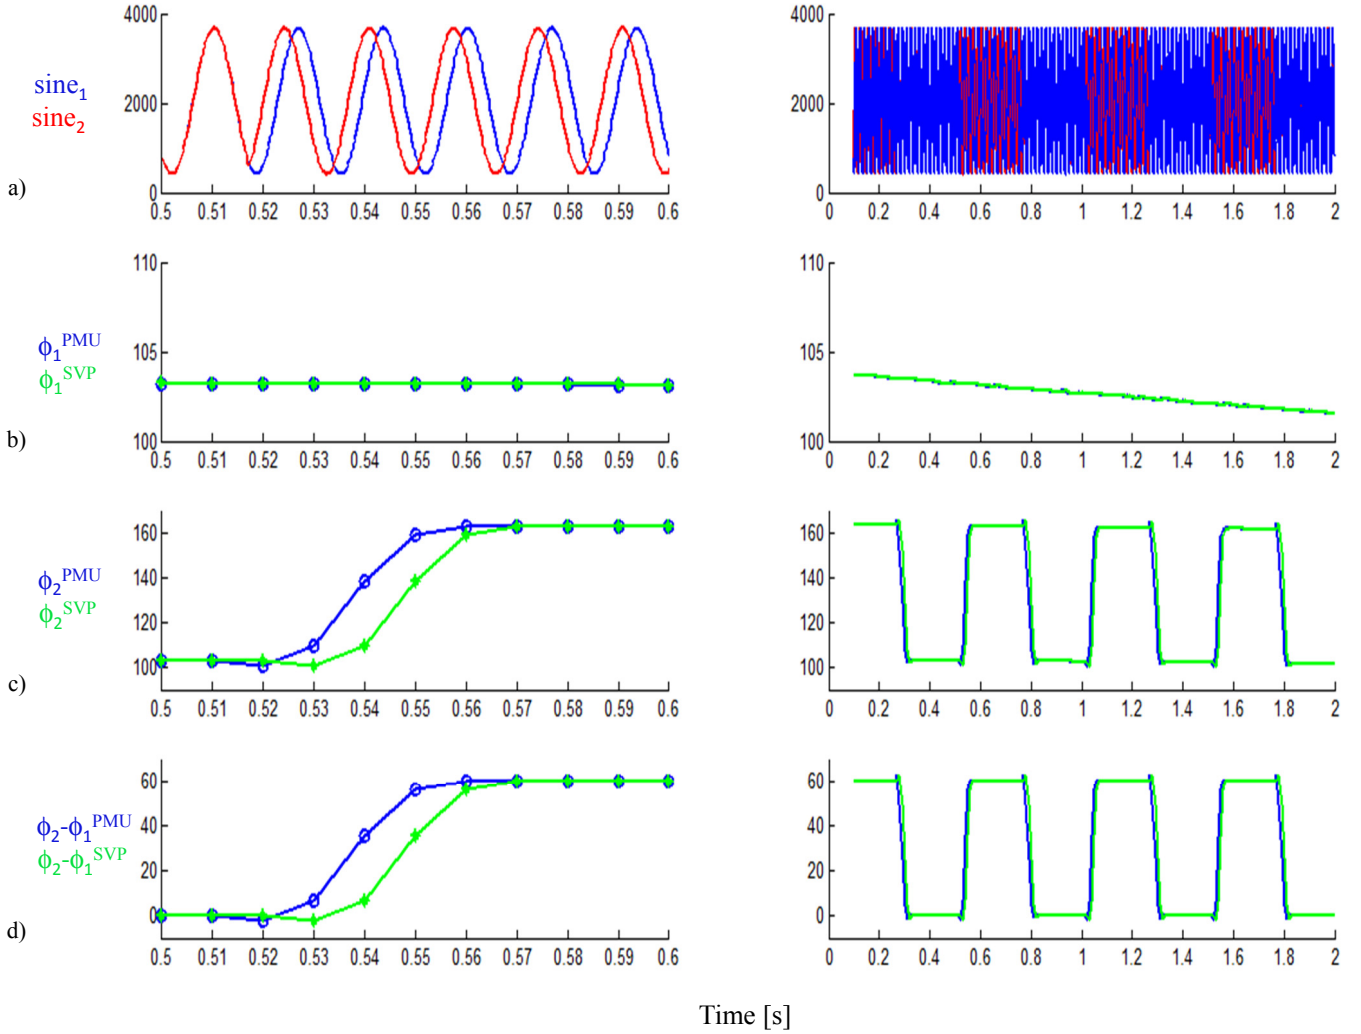 4000 4000
sine1
sine2
2000 2000
a)
0 0
0.5 0.51 0.52 0.53 0.54 0.55 0.56 0.57 0.58 0.59 0.6 0 0.2 0.4 0.6 0.8 1 1.2 1.4 1.6 1.8 2
110 110
ϕ1PMU
ϕ1SVP
105 105
b)
100 100
0.5 0.51 0.52 0.53 0.54 0.55 0.56 0.57 0.58 0.59 0.6 0 0.2 0.4 0.6 0.8 1 1.2 1.4 1.6 1.8 2
160 160
140 140
ϕ2PMU
ϕ2SVP
120 120
100 100
c)
0.5 0.51 0.52 0.53 0.54 0.55 0.56 0.57 0.58 0.59 0.6 0 0.2 0.4 0.6 0.8 1 1.2 1.4 1.6 1.8 2
60 60
40 40
ϕ2-ϕ1PMU
ϕ2-ϕ1SVP
20 20
0 0
d)
0.5 0.51 0.52 0.53 0.54 0.55 0.56 0.57 0.58 0.59 0.6 0 0.2 0.4 0.6 0.8 1 1.2 1.4 1.6 1.8 2
Time [s]